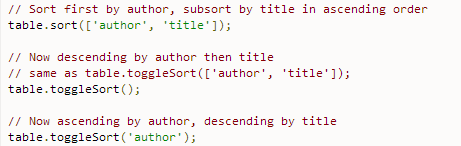 // Sort first by author, subsort by title in ascending order
table.sort(['author', 'title']);
// Now descending by author then title
// same as table.toggleSort(['author', 'title']);
table.toggleSort();
// Now ascending by author, descending by title
table.toggleSort('author');